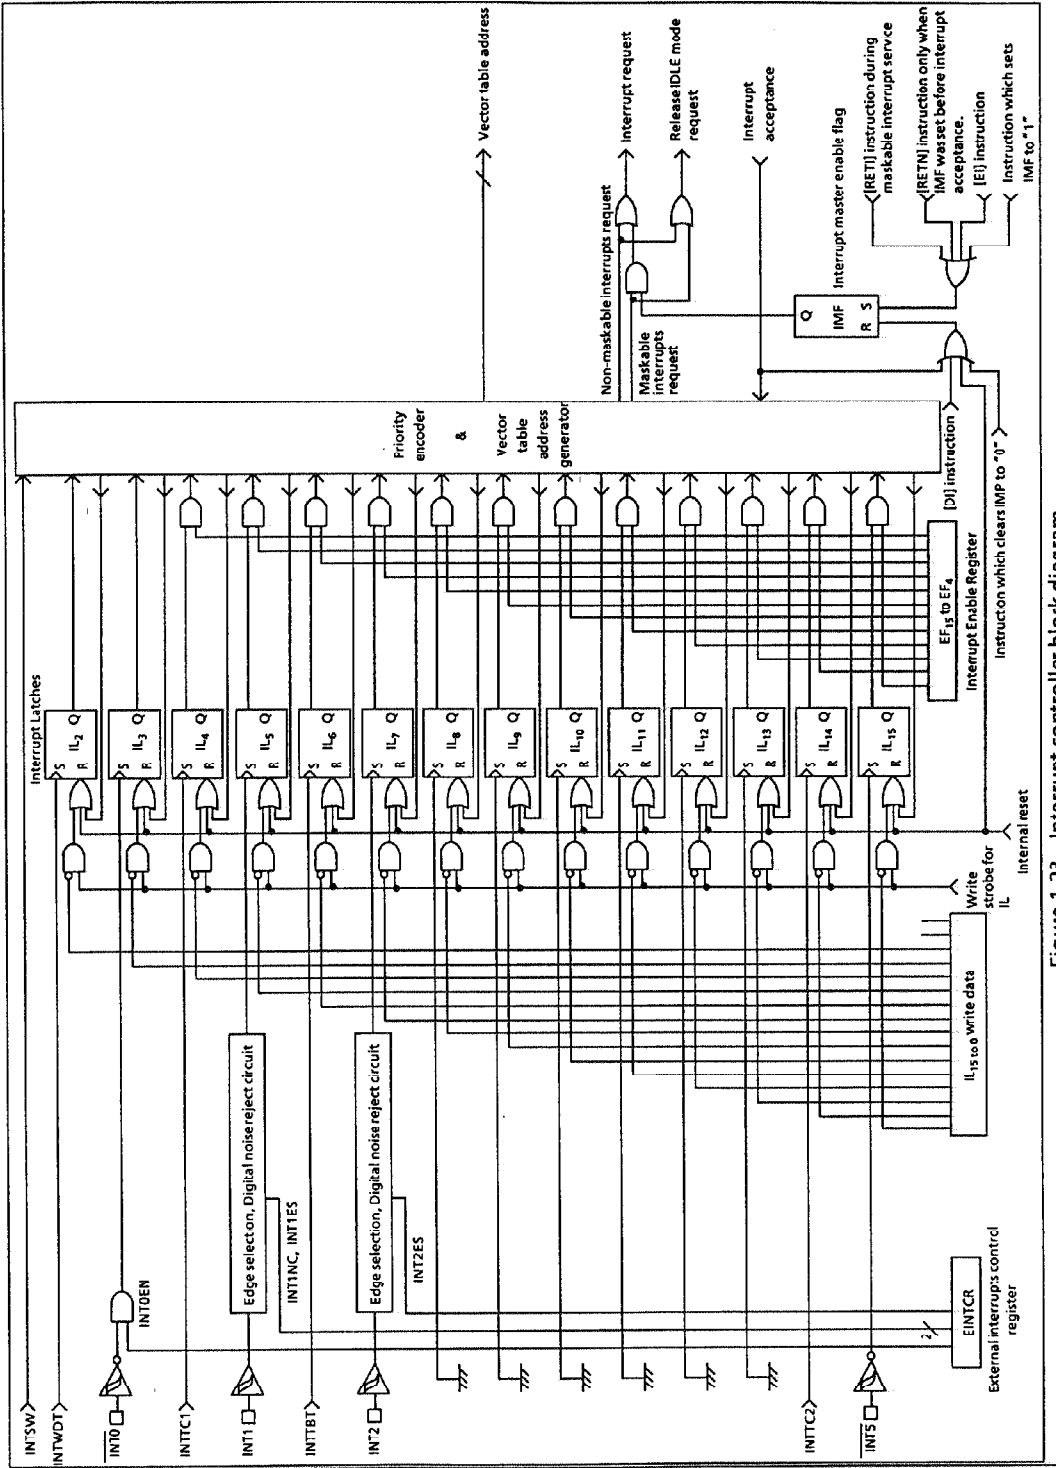 INTSW
INTWDT
INT0
INTTC1
INT1
INTTBT
INT2
INTTC2
INT5
INT0EN
Edge selection, Digital noise reject circuit
INT1NC, INT1ES
Edge selection, Digital noise reject circuit
INT2ES
2
EINTCR
External interrupts control
register
IL15 to 0 write data
Write
strobe for
IL
Internal reset
Interrupt Latches
S IL2 Q R
S IL3 Q R
S IL4 Q R
S IL5 Q R
S IL6 Q R
S IL7 Q R
S IL8 Q R
S IL9 Q R
S IL10 Q R
S IL11 Q R
S IL12 Q R
S IL13 Q R
S IL14 Q R
S IL15 Q R
EF15 to EF4
Interrupt Enable Register
Priority
encoder
&
Vector
table
address
generator
[DI] instruction
Instructon which clears IMP to "0"
Vector table address
Non-maskable interrupts request
Maskable
interrupts
request
Interrupt request
Release IDLE mode
request
Interrupt
acceptance
Q
IMF
R S
Interrupt master enable flag
[RETI] instruction during
maskable interrupt servce
[RETN] instruction only when
IMF was set before interrupt
acceptance.
[EI] instruction
Instruction which sets
IMF to "1"